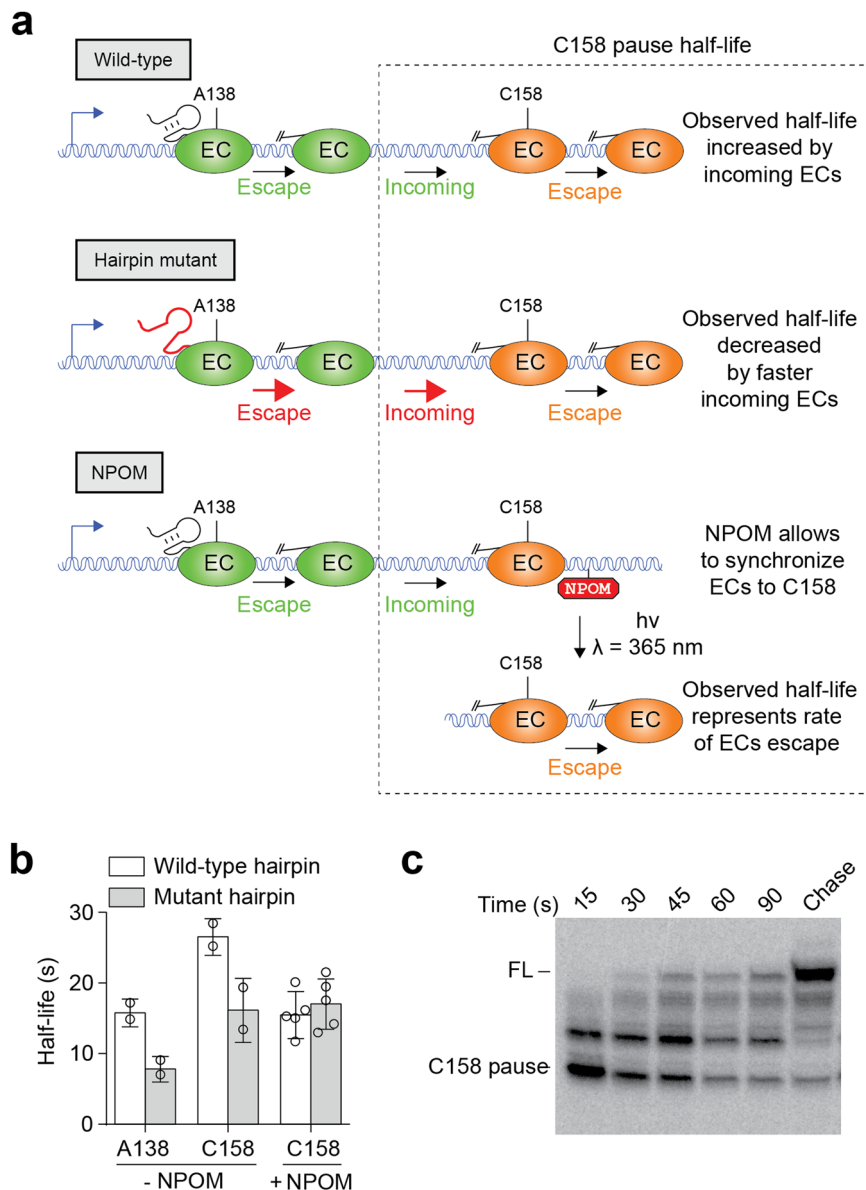 a
C158 pause half-life
Wild-type
A138
C158
EC
EC
EC
EC
Escape
Incoming
Escape
Observed half-life
increased by
incoming ECs
Hairpin mutant
A138
C158
EC
EC
EC
EC
Escape
Incoming
Escape
Observed half-life
decreased
by faster
incoming ECs
NPOM
A138
C158
EC
EC
EC
NPOM
Escape
Incoming
NPOM allows
to synchronize
ECs to C158
hv
λ = 365 nm
C158
EC
EC
Escape
Observed half-life
represents rate
of ECs escape
b
Wild-type hairpin
Mutant hairpin
Half-life (s)
30
20
10
0
A138 C158 C158
- NPOM + NPOM
c
Time (s) 15 30 45 60 90 Chase
FL
C158 pause